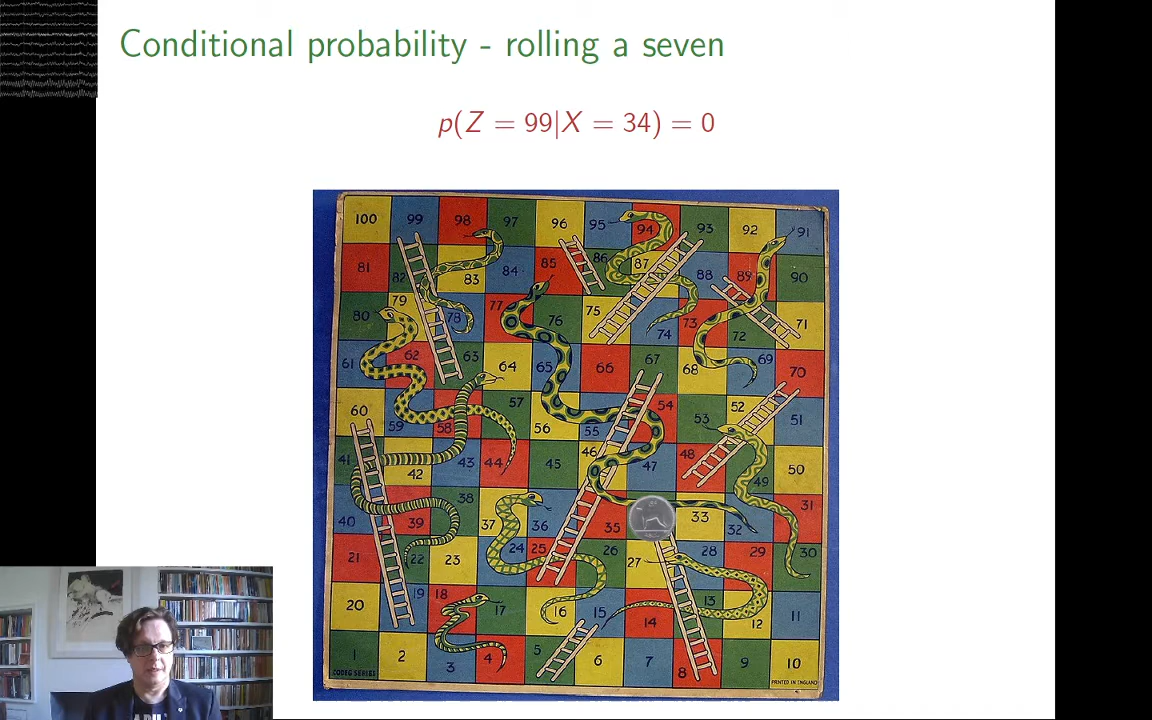 Conditional probability - rolling a seven
p(Z = 99|X = 34) = 0
100 99 98 97 96 95 94 93 92 91
81 82 83 84 85 86 87 88 89 90
80 79 78 77 76 75 74 73 72 71
61 62 63 64 65 66 67 68 69 70
60 59 58 57 56 55 54 53 52 51
41 42 43 44 45 46 47 48 49 50
40 39 38 37 36 35 33 32 31
21 22 23 24 25 26 27 28 29 30
20 19 18 17 16 15 14 13 12 11
1 2 3 4 5 6 7 8 9 10
CODEG SERIES PRINTED IN ENGLAND